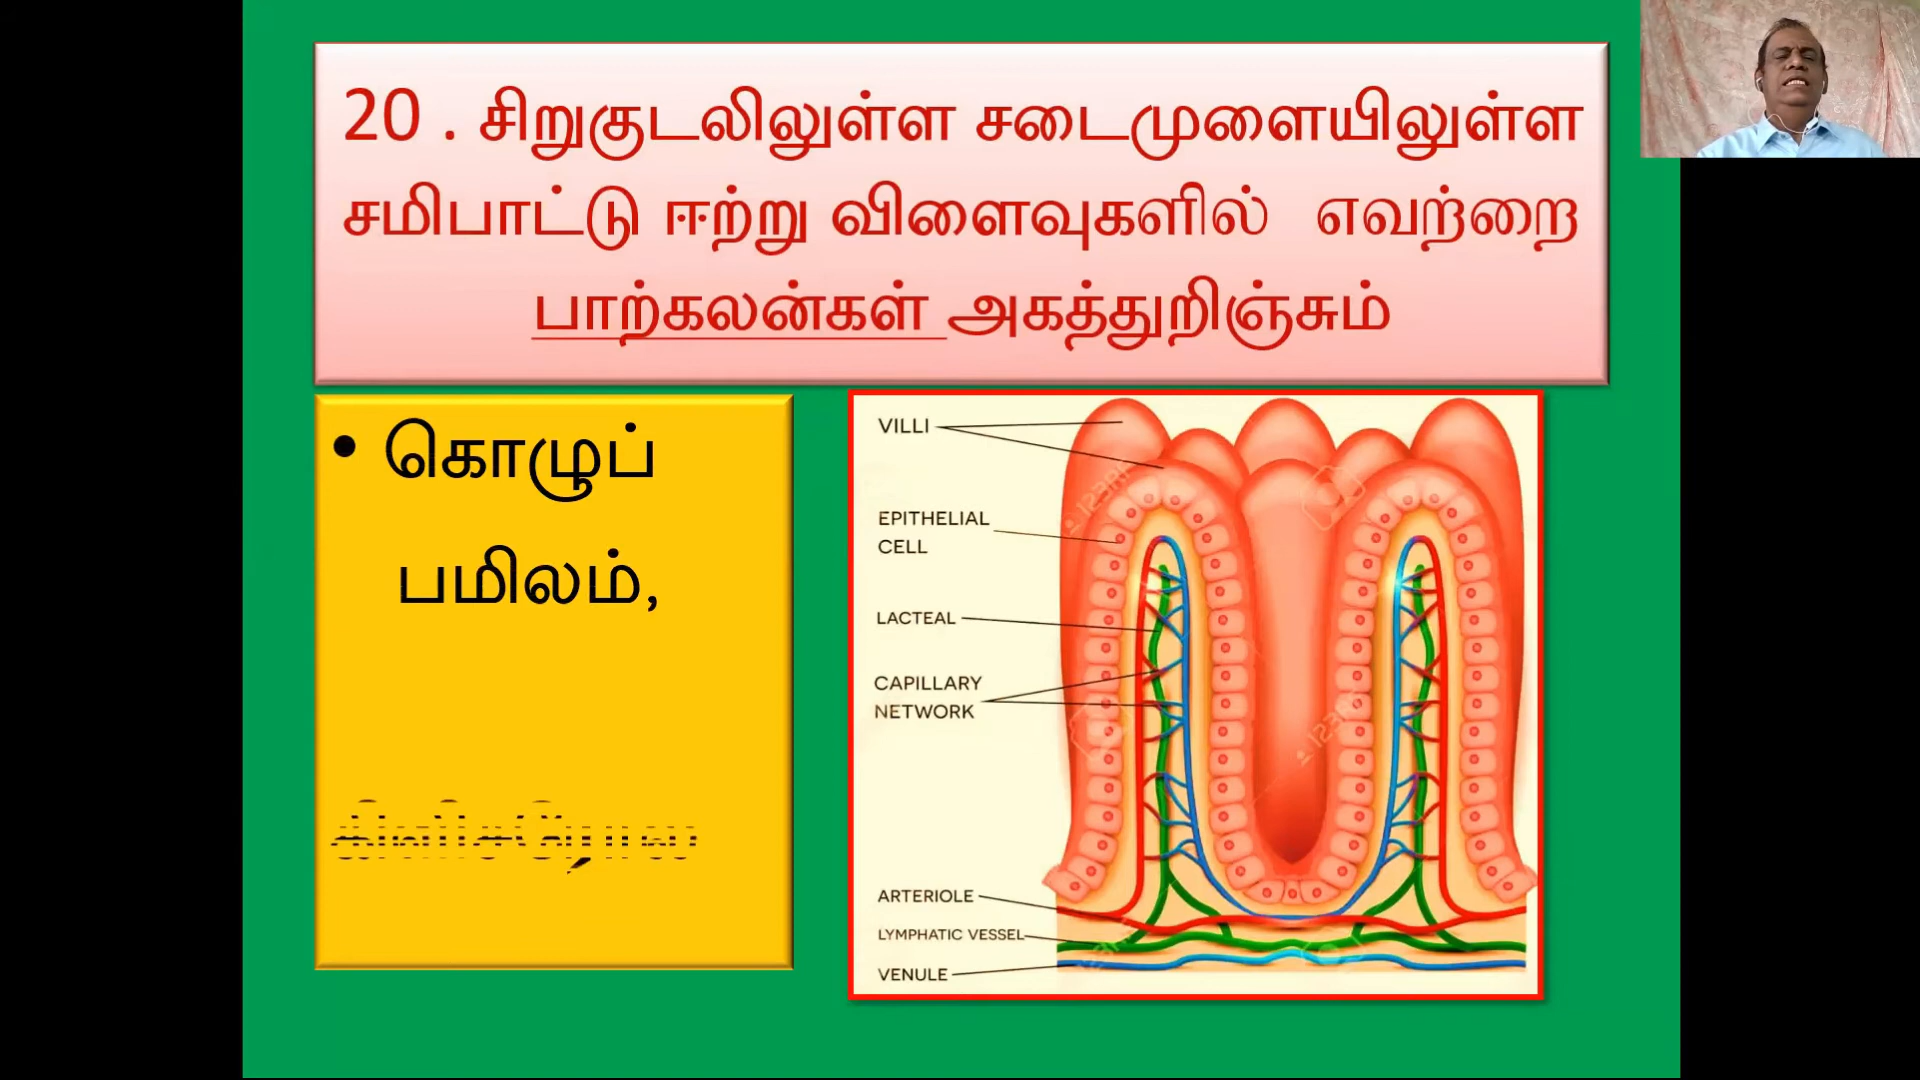 20 . சிறுகுடலிலுள்ள சடைமுளையிலுள்ள
சமிபாட்டு ஈற்று விளைவுகளில் எவற்றை
பாற்கலன்கள் அகத்துறிஞ்சும்
• கொழுப்
பமிலம்,
VILLI
EPITHELIAL
CELL
LACTEAL
CAPILLARY
NETWORK
ARTERIOLE
LYMPHATIC VESSEL
VENULE